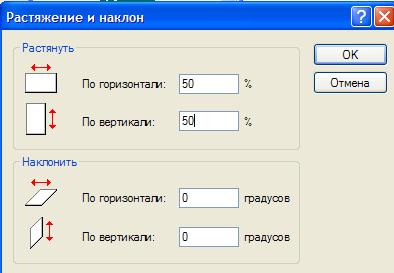 Растяжение и наклон
Растянуть
По горизонтали: 50 %
По вертикали: 50 %
Наклонить
По горизонтали: 0 градусов
По вертикали: 0 градусов
OK
Отмена